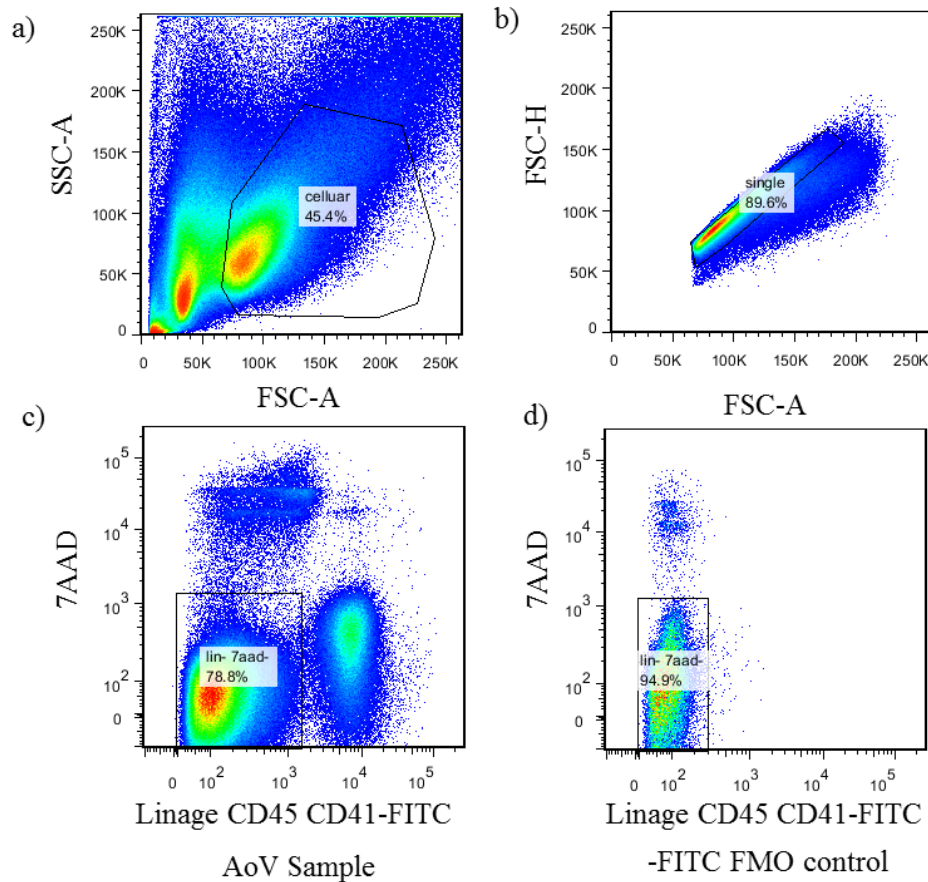 a)
250K
200K
150K
100K
50K
0
SSC-A
celluar
45.4%
0 50K 100K 150K 200K 250K
FSC-A
b)
250K
200K
150K
100K
50K
0
FSC-H
single
89.6%
0 50K 100K 150K 200K 250K
FSC-A
c)
10^5
10^4
10^3
10^2
0
7AAD
lin- 7aad-
78.8%
0 10^2 10^3 10^4 10^5
Linage CD45 CD41-FITC
AoV Sample
d)
10^5
10^4
10^3
10^2
0
7AAD
lin- 7aad-
94.9%
0 10^2 10^3 10^4 10^5
Linage CD45 CD41-FITC
-FITC FMO control